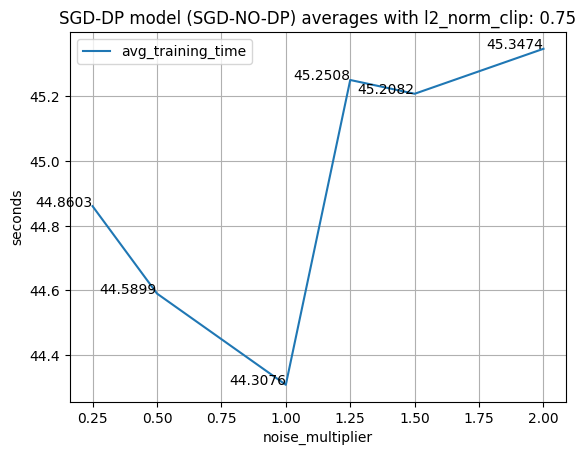 SGD-DP model (SGD-NO-DP) averages with l2_norm_clip: 0.75
avg_training_time
45.3474
45.2508
45.2082
44.8603
44.5899
44.3076
45.2
45.0
44.8
44.6
44.4
seconds
0.25 0.50 0.75 1.00 1.25 1.50 1.75 2.00
noise_multiplier